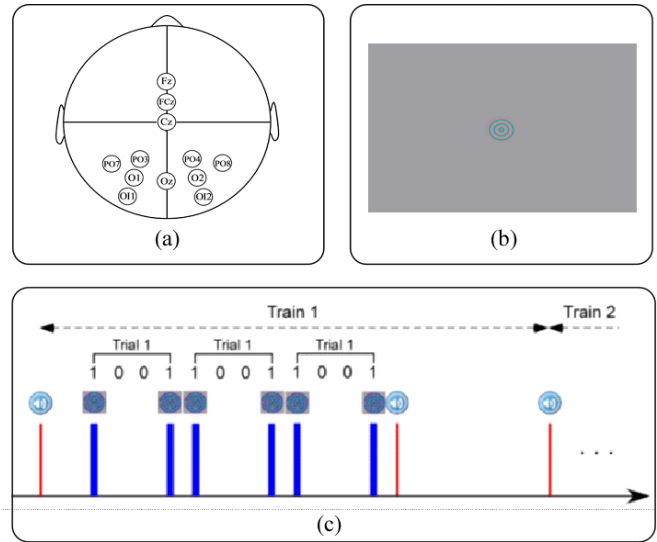 Fz
FCz
Cz
PO7 PO3 PO4 PO8
O1 Oz O2
OI1 OI2
(a)
(b)
Train 1 Train 2
Trial 1 Trial 1 Trial 1
1 0 0 1 1 0 0 1 1 0 0 1
. . .
(c)